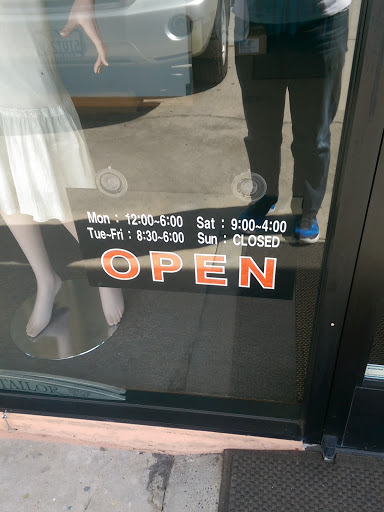 Mon : 12:00~6:00 Sat : 9:00~4:00
Tue~Fri : 8:30~6:00 Sun : CLOSED
OPEN
TAILOR